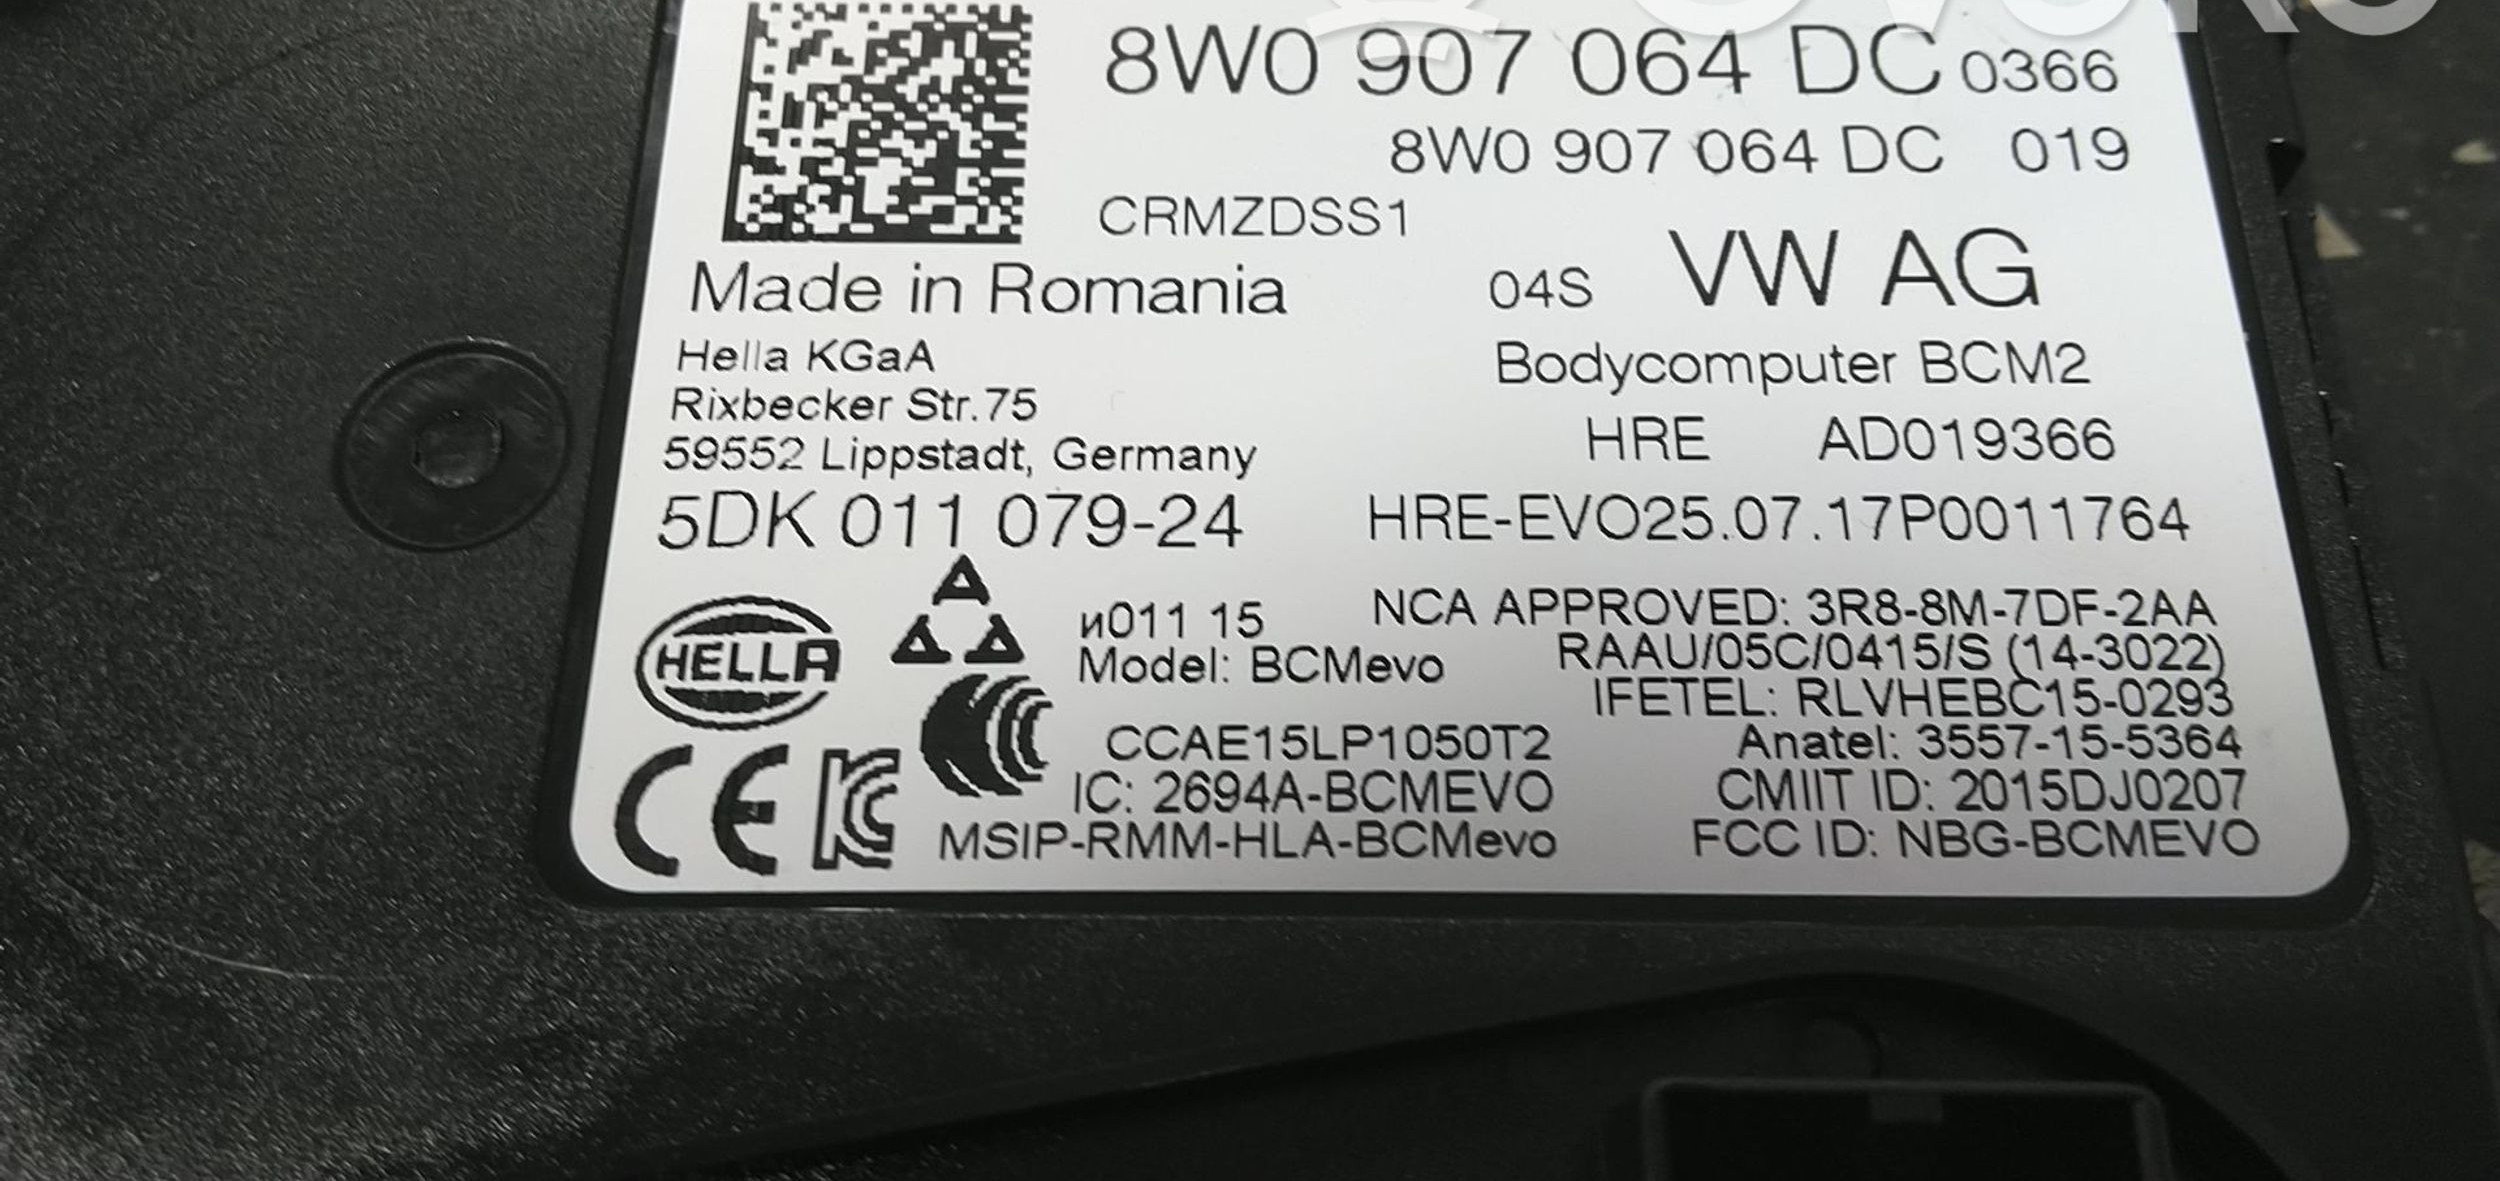 8W0 907 064 DC 0366
8W0 907 064 DC 019
CRMZDSS1
Made in Romania
04S VW AG
Hella KGaA
Rixbecker Str.75
59552 Lippstadt, Germany
5DK 011 079-24
Bodycomputer BCM2
HRE AD019366
HRE-EVO25.07.17P0011764
HELLA
и011 15
Model: BCMevo
NCA APPROVED: 3R8-8M-7DF-2AA
RAAU/05C/0415/S (14-3022)
IFETEL: RLVHEBC15-0293
CCAE15LP1050T2
Anatel: 3557-15-5364
IC: 2694A-BCMEVO
CMIIT ID: 2015DJ0207
CE
MSIP-RMM-HLA-BCMevo
FCC ID: NBG-BCMEVO